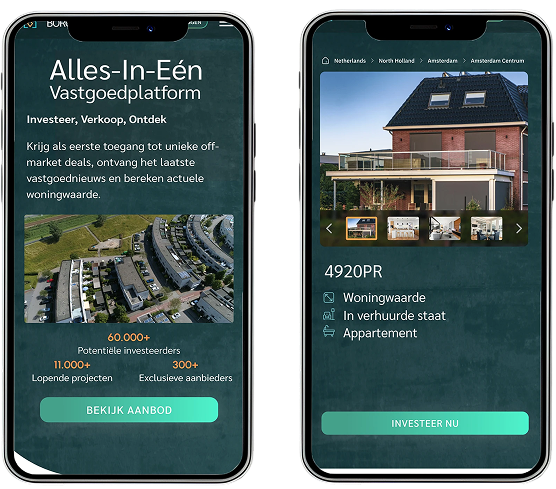 Alles-In-Eén
Vastgoedplatform
Investeer, Verkoop, Ontdek
Krijg als eerste toegang tot unieke off-
market deals, ontvang het laatste
vastgoednieuws en bereken actuele
woningwaarde.
60.000+
Potentiële investeerders
11.000+
Lopende projecten
300+
Exclusieve aanbieders
BEKIJK AANBOD
Netherlands > North Holland > Amsterdam > Amsterdam Centrum
4920PR
Woningwaarde
In verhuurde staat
Appartement
INVESTEER NU